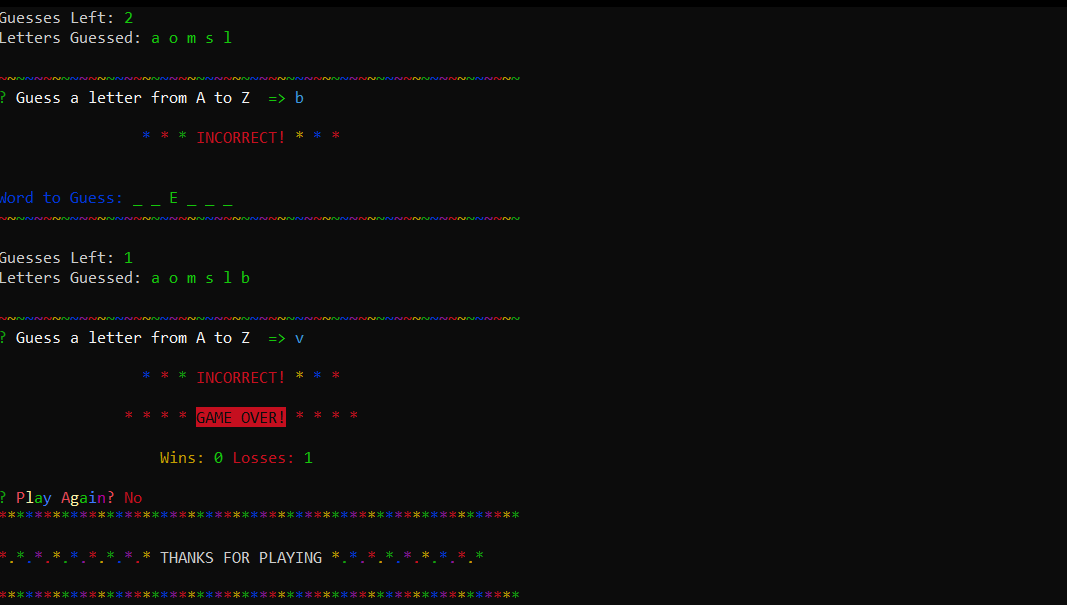 Guesses Left: 2
Letters Guessed: a o m s l
~~~~~~~~~~~~~~~~~~~~~~~~~~~~~~~~~~~~~~~~~~~~~~~~~~~~~~~~~~
? Guess a letter from A to Z => b
* * * INCORRECT! * * *
Word to Guess: _ _ E _ _ _
~~~~~~~~~~~~~~~~~~~~~~~~~~~~~~~~~~~~~~~~~~~~~~~~~~~~~~~~~~
Guesses Left: 1
Letters Guessed: a o m s l b
~~~~~~~~~~~~~~~~~~~~~~~~~~~~~~~~~~~~~~~~~~~~~~~~~~~~~~~~~~
? Guess a letter from A to Z => v
* * * INCORRECT! * * *
* * * * GAME OVER! * * * *
Wins: 0 Losses: 1
? Play Again? No
**********************************************************
*.*.*.*.*.*.*.*.* THANKS FOR PLAYING *.*.*.*.*.*.*.*.*
**********************************************************